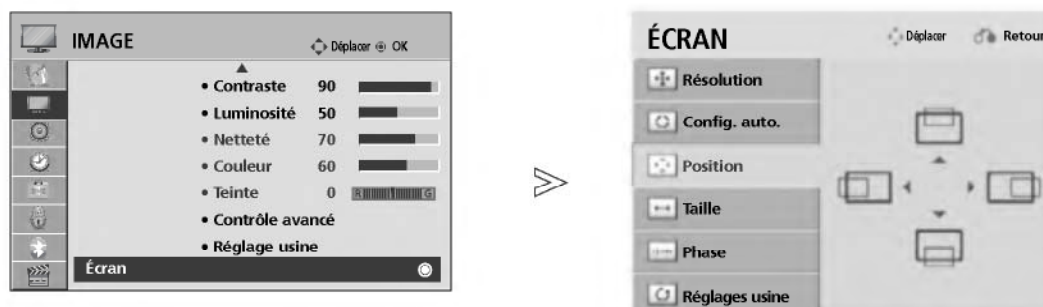 IMAGE
Déplacer OK
• Contraste 90
• Luminosité 50
• Netteté 70
• Couleur 60
• Teinte 0 R G
• Contrôle avancé
• Réglage usine
Écran
ÉCRAN
Déplacer Retour
Résolution
Config. auto.
Position
Taille
Phase
Réglages usine